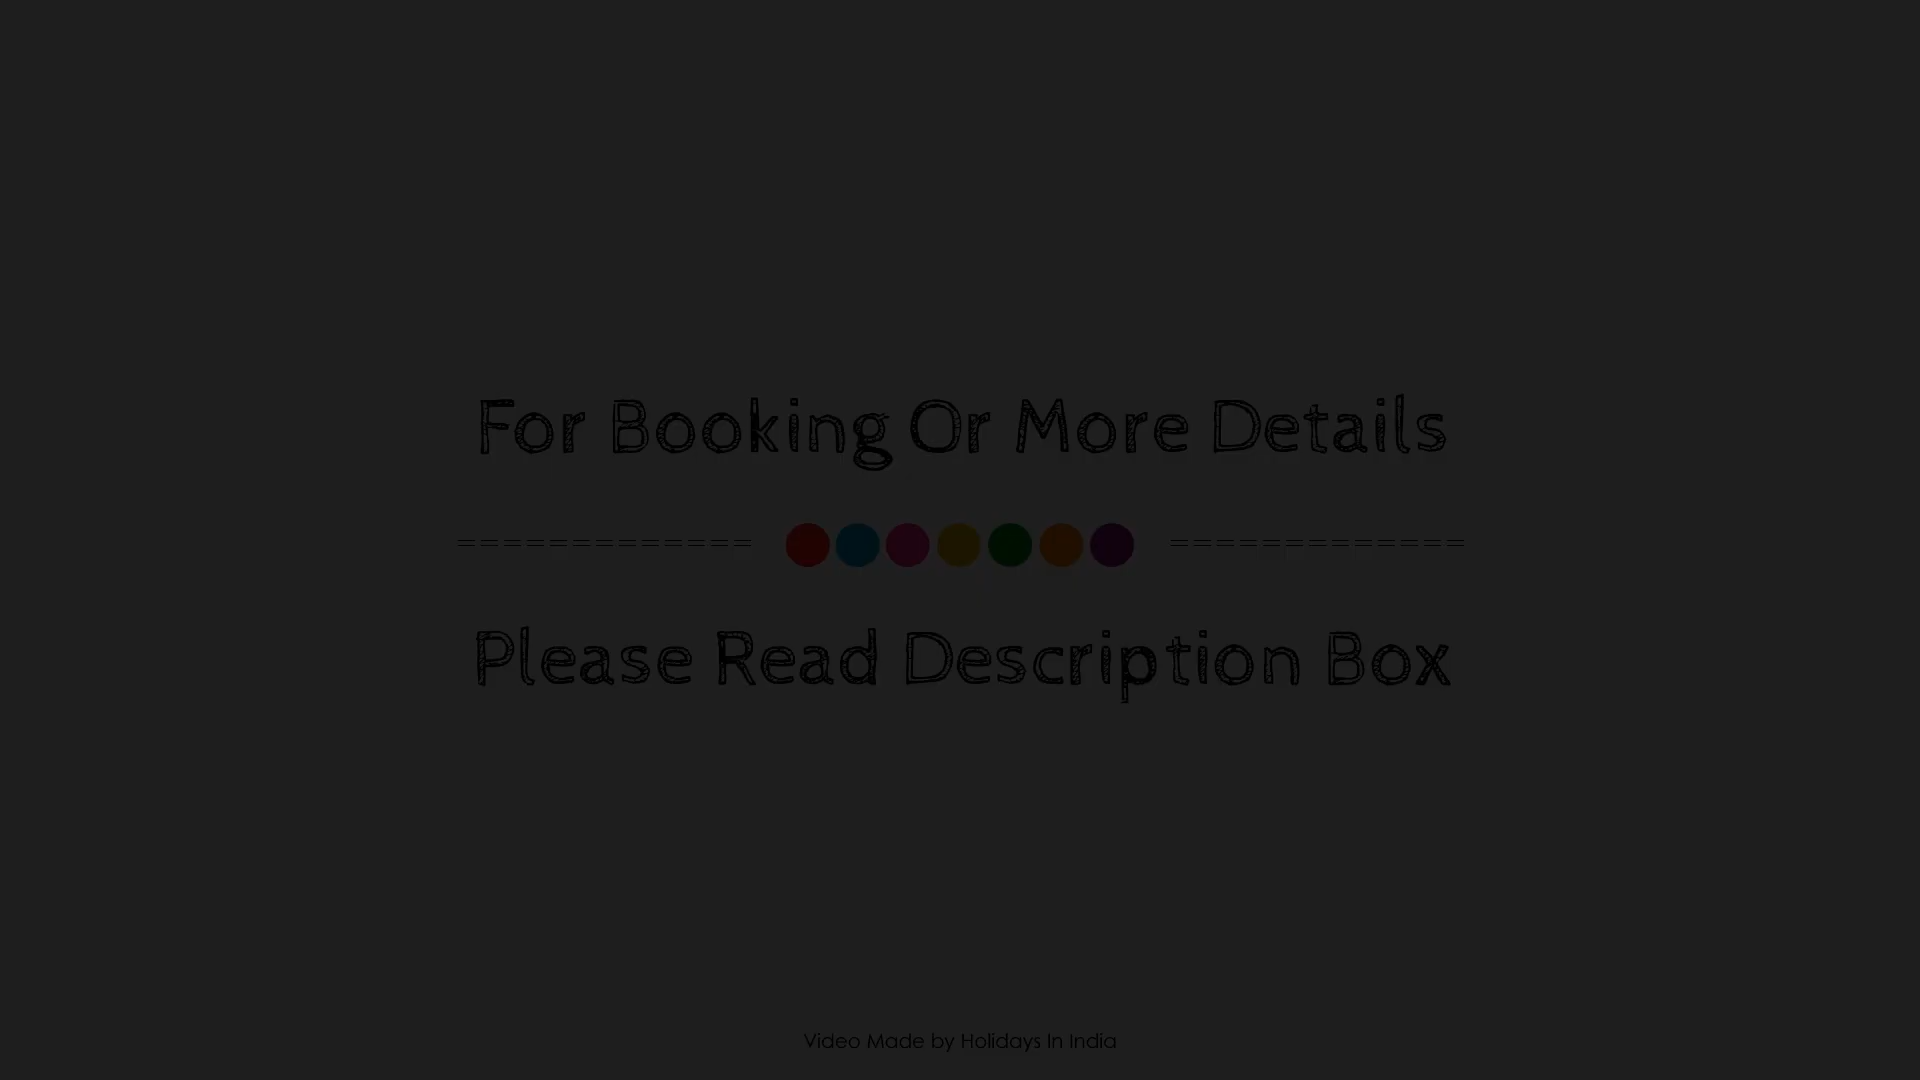 For Booking Or More Details
============= =============
Please Read Description Box
Video Made by Holidays In India